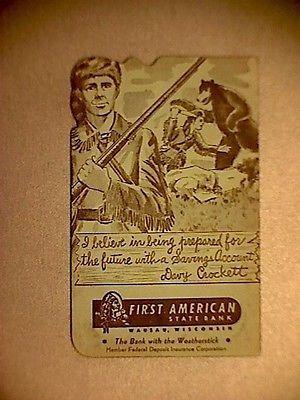 I believe in being prepared for
the future with a Savings Account
Davy Crockett
FIRST AMERICAN
STATE BANK
WAUSAU, WISCONSIN
• The Bank with the Weatherstick •
Member Federal Deposit Insurance Corporation